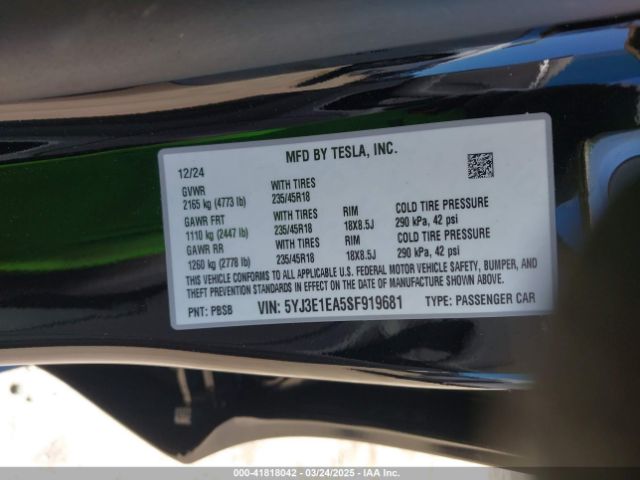 MFD BY TESLA, INC.
12/24
GVWR WITH TIRES
2165 kg (4773 lb) 235/45R18
GAWR FRT WITH TIRES RIM COLD TIRE PRESSURE
1110 kg (2447 lb) 235/45R18 18X8.5J 290 kPa, 42 psi
GAWR RR WITH TIRES RIM COLD TIRE PRESSURE
1260 kg (2778 lb) 235/45R18 18X8.5J 290 kPa, 42 psi
THIS VEHICLE CONFORMS TO ALL APPLICABLE U.S. FEDERAL MOTOR VEHICLE SAFETY, BUMPER, AND
THEFT PREVENTION STANDARDS IN EFFECT ON THE DATE OF MANUFACTURE SHOWN ABOVE.
PNT: PBSB VIN: 5YJ3E1EA5SF919681 TYPE: PASSENGER CAR
000-41818042 - 03/24/2025 - IAA, Inc.